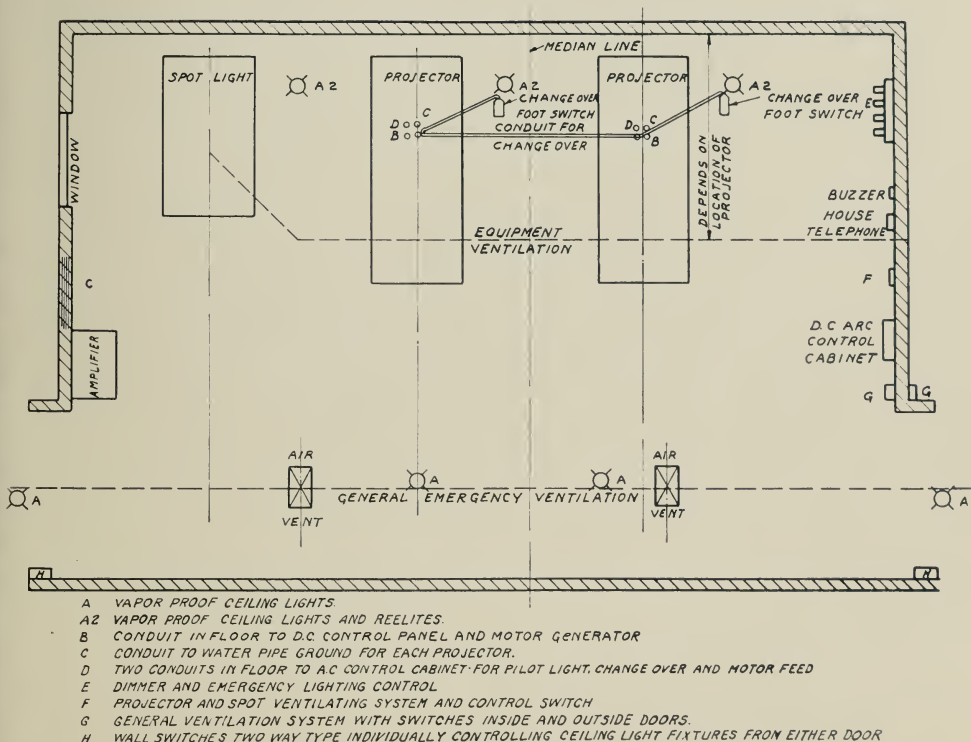 MEDIAN LINE
SPOT LIGHT
A2
PROJECTOR
A2
PROJECTOR
A2
CHANGE OVER
FOOT SWITCH
CHANGE OVER
FOOT SWITCH
E
D C
B
CONDUIT FOR
CHANGE OVER
D C
B
WINDOW
DEPENDS ON
LOCATION OF
PROJECTOR
BUZZER
HOUSE
TELEPHONE
EQUIPMENT
VENTILATION
C
F
AMPLIFIER
D.C ARC
CONTROL
CABINET
G
G
AIR
VENT
AIR
VENT
A
A
A
A
GENERAL EMERGENCY VENTILATION
H
H
A VAPOR PROOF CEILING LIGHTS.
A2 VAPOR PROOF CEILING LIGHTS AND REELITES.
B CONDUIT IN FLOOR TO D.C. CONTROL PANEL AND MOTOR GENERATOR
C CONDUIT TO WATER PIPE GROUND FOR EACH PROJECTOR.
D TWO CONDUITS IN FLOOR TO A.C CONTROL CABINET-FOR PILOT LIGHT, CHANGE OVER AND MOTOR FEED
E DIMMER AND EMERGENCY LIGHTING CONTROL
F PROJECTOR AND SPOT VENTILATING SYSTEM AND CONTROL SWITCH
G GENERAL VENTILATION SYSTEM WITH SWITCHES INSIDE AND OUTSIDE DOORS.
H WALL SWITCHES TWO WAY TYPE INDIVIDUALLY CONTROLLING CEILING LIGHT FIXTURES FROM EITHER DOOR